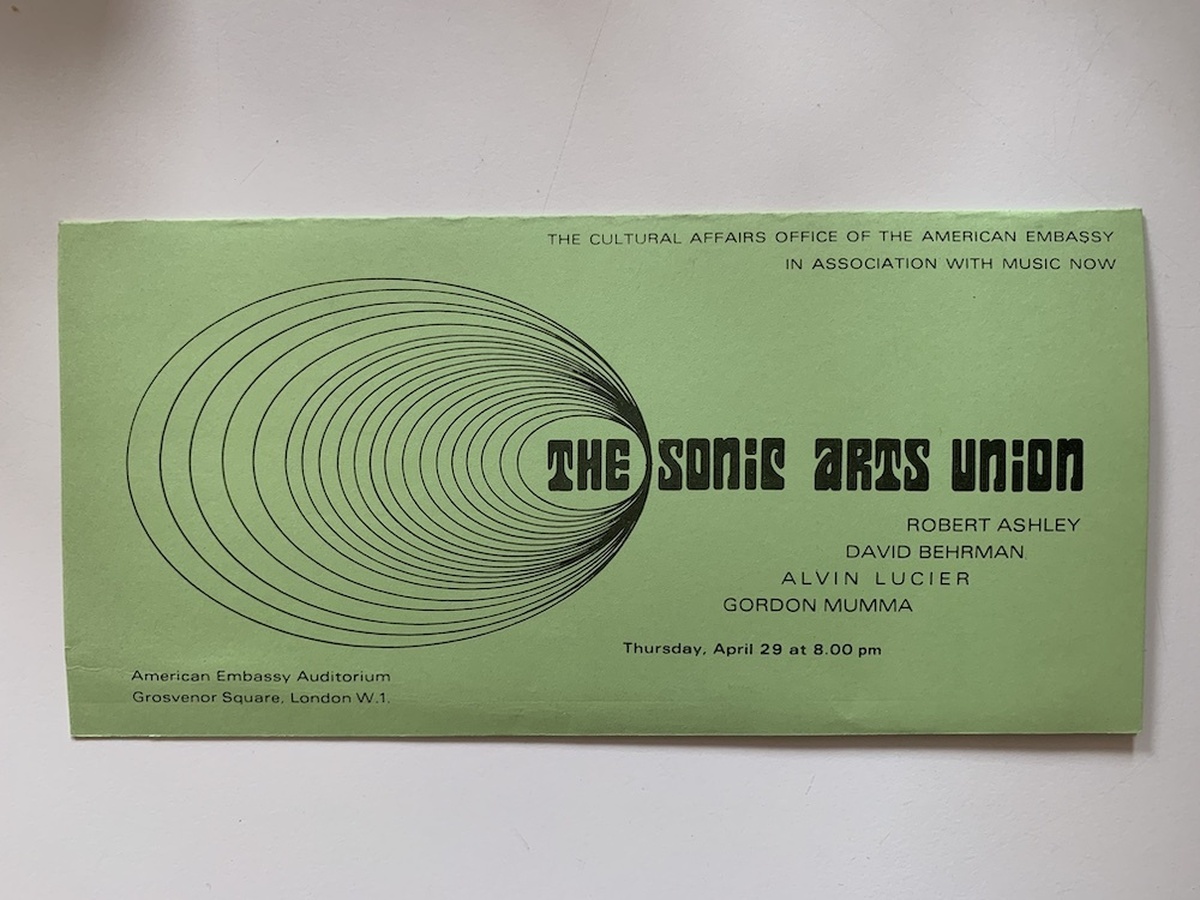 THE CULTURAL AFFAIRS OFFICE OF THE AMERICAN EMBASSY
IN ASSOCIATION WITH MUSIC NOW
THE SONIC ARTS UNION
ROBERT ASHLEY
DAVID BEHRMAN
ALVIN LUCIER
GORDON MUMMA
Thursday, April 29 at 8.00 pm
American Embassy Auditorium
Grosvenor Square, London W.1.